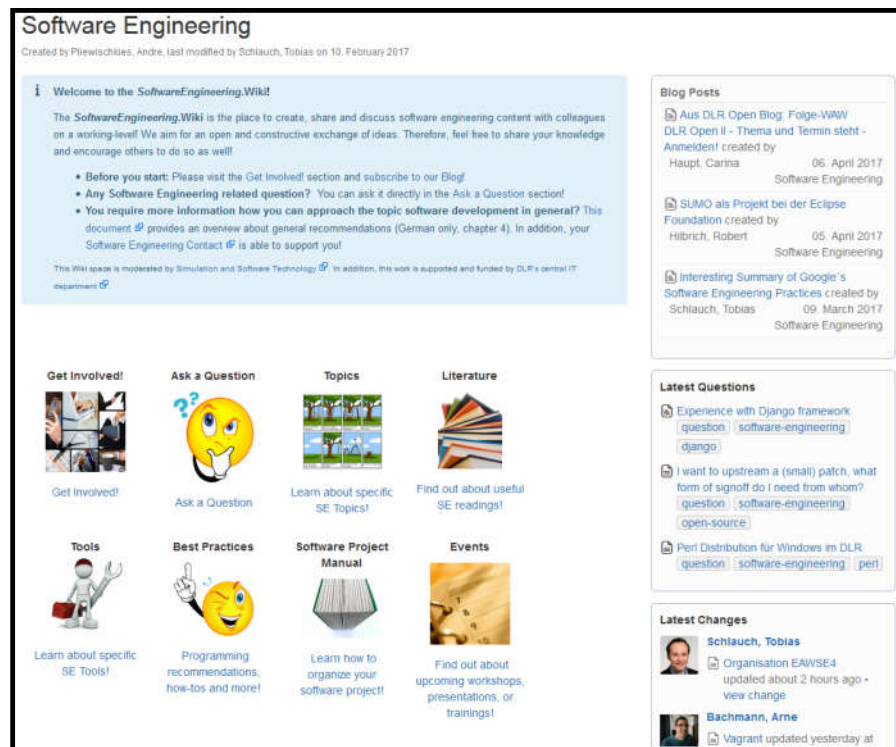 Software Engineering
Created by Pliewischkies, Andre, last modified by Schlauch, Tobias on 10. February 2017
Welcome to the SoftwareEngineering.Wiki!
The SoftwareEngineering.Wiki is the place to create, share and discuss software engineering content with colleagues
on a working-level! We aim for an open and constructive exchange of ideas. Therefore, feel free to share your knowledge
and encourage others to do so as well!
• Before you start: Please visit the Get Involved! section and subscribe to our Blog!
• Any Software Engineering related question? You can ask it directly in the Ask a Question section!
• You require more information how you can approach the topic software development in general? This
document provides an overview about general recommendations (German only, chapter 4). In addition, your
Software Engineering Contact is able to support you!
This Wiki space is moderated by Simulation and Software Technology. In addition, this work is supported and funded by DLR's central IT
department.
Get Involved!
Get Involved!
Ask a Question
Ask a Question
Topics
Learn about specific
SE Topics!
Literature
Find out about useful
SE readings!
Tools
Learn about specific
SE Tools!
Best Practices
Programming
recommendations,
how-tos and more!
Software Project
Manual
Learn how to
organize your
software project!
Events
Find out about
upcoming workshops,
presentations, or
trainings!
Blog Posts
Aus DLR Open Blog: Folge-WAW
DLR.Open II - Thema und Termin steht -
Anmelden! created by
Haupt, Carina 06. April 2017
Software Engineering
SUMO als Projekt bei der Eclipse
Foundation created by
Hilbrich, Robert 05. April 2017
Software Engineering
Interesting Summary of Google`s
Software Engineering Practices created by
Schlauch, Tobias 09. March 2017
Software Engineering
Latest Questions
Experience with Django framework
question software-engineering
django
I want to upstream a (small) patch, what
form of signoff do I need from whom?
question software-engineering
open-source
Perl Distribution für Windows im DLR
question software-engineering perl
Latest Changes
Schlauch, Tobias
Organisation EAWSE4
updated about 2 hours ago •
view change
Bachmann, Arne
Vagrant updated yesterday at